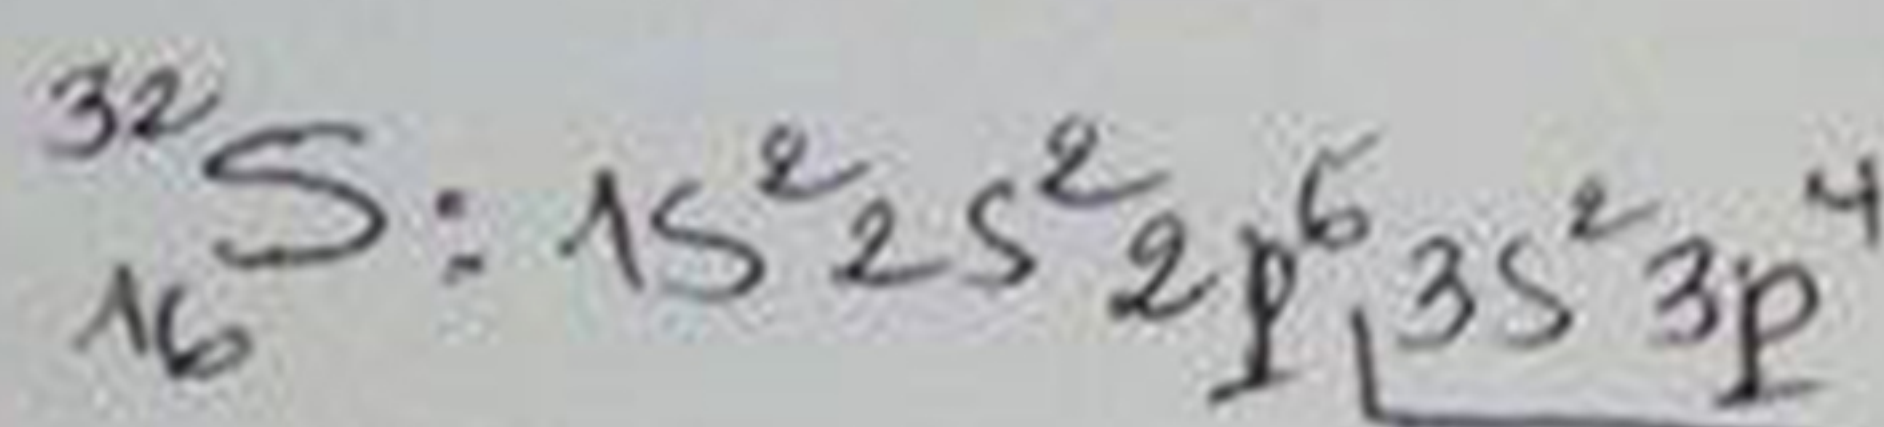 ³²₁₆S: 1s² 2s² 2p⁶ 3s² 3p⁴